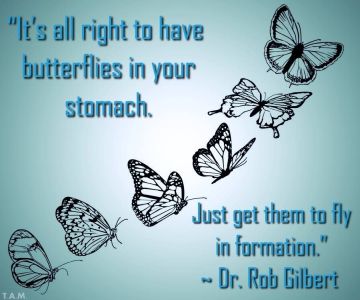 "It's all right to have
butterflies in your
stomach.
Just get them to fly
in formation."
~ Dr. Rob Gilbert
T.A.M